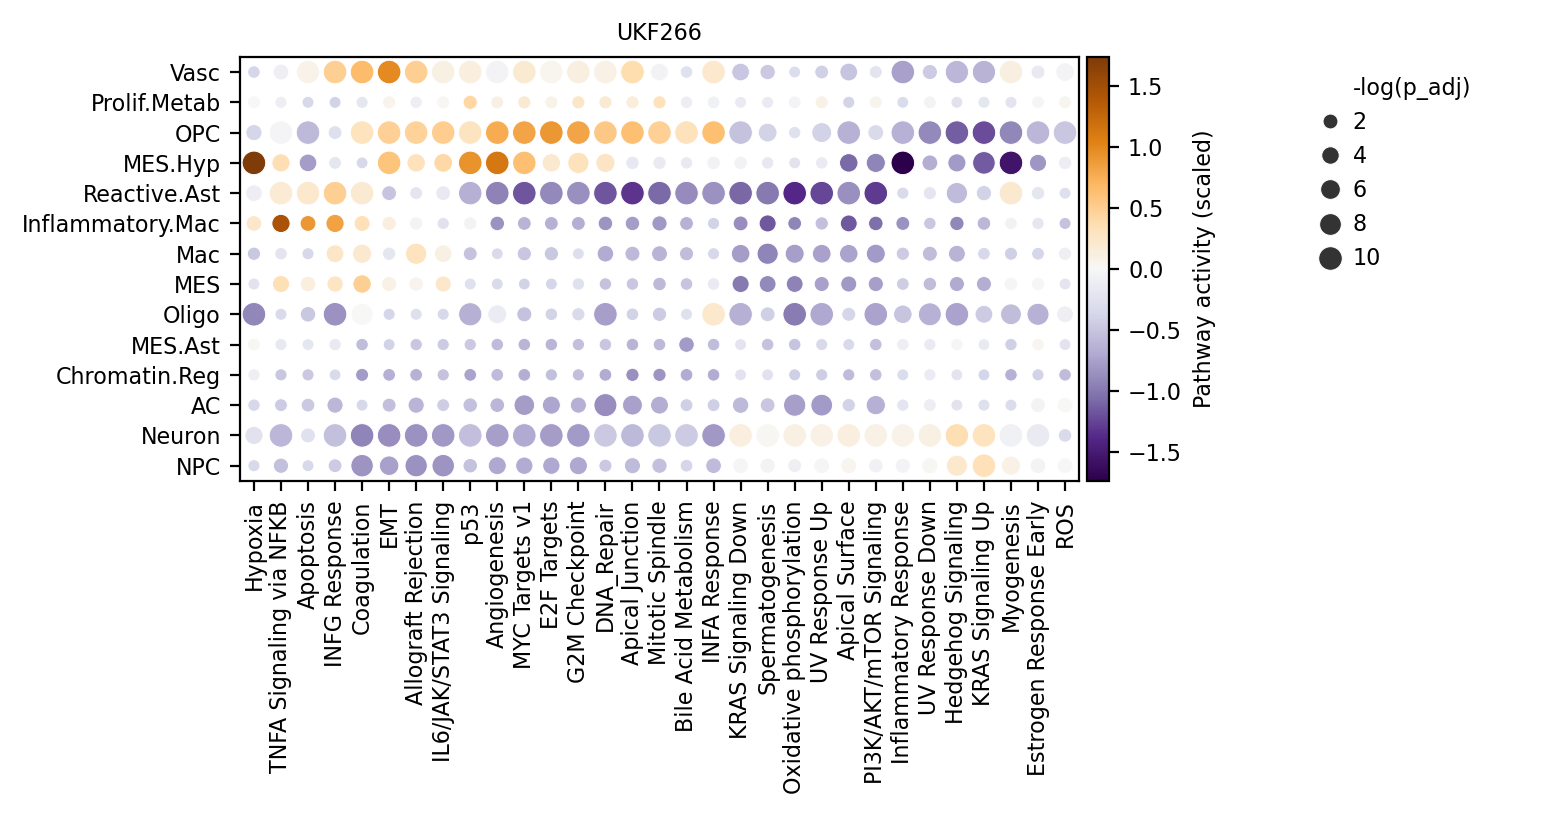 UKF266
Vasc
Prolif.Metab
OPC
MES.Hyp
Reactive.Ast
Inflammatory.Mac
Mac
MES
Oligo
MES.Ast
Chromatin.Reg
AC
Neuron
NPC
Hypoxia
TNFA Signaling via NFKB
Apoptosis
INFG Response
Coagulation
EMT
Allograft Rejection
IL6/JAK/STAT3 Signaling
p53
Angiogenesis
MYC Targets v1
E2F Targets
G2M Checkpoint
DNA_Repair
Apical Junction
Mitotic Spindle
Bile Acid Metabolism
INFA Response
KRAS Signaling Down
Spermatogenesis
Oxidative phosphorylation
UV Response Up
Apical Surface
PI3K/AKT/mTOR Signaling
Inflammatory Response
UV Response Down
Hedgehog Signaling
KRAS Signaling Up
Myogenesis
Estrogen Response Early
ROS
1.5
1.0
0.5
0.0
−0.5
−1.0
−1.5
Pathway activity (scaled)
-log(p_adj)
2
4
6
8
10